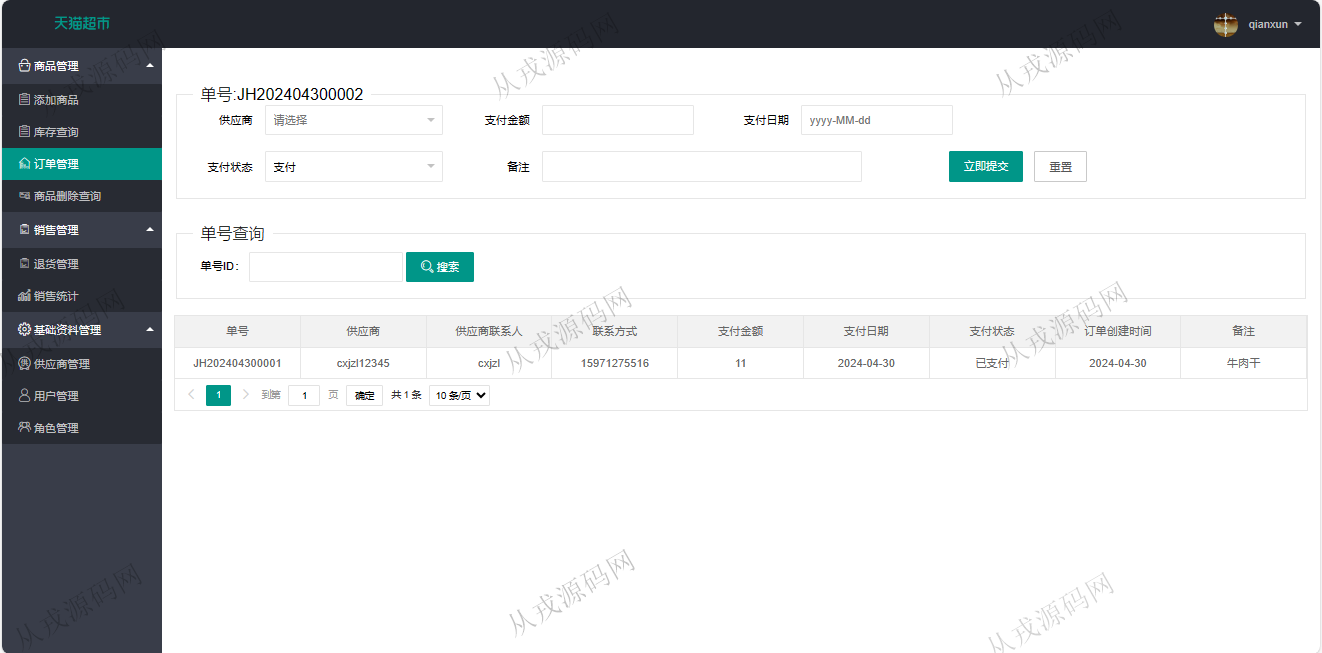 天猫超市
qianxun
商品管理
添加商品
库存查询
订单管理
商品删除查询
销售管理
退货管理
销售统计
基础资料管理
供应商管理
用户管理
角色管理
单号:JH202404300002
供应商 请选择 支付金额 支付日期 yyyy-MM-dd
支付状态 支付 备注 立即提交 重置
单号查询
单号ID： 搜索
单号 供应商 供应商联系人 联系方式 支付金额 支付日期 支付状态 订单创建时间 备注
JH202404300001 cxjzl12345 cxjzl 15971275516 11 2024-04-30 已支付 2024-04-30 牛肉干
1 到第 1 页 确定 共 1 条 10 条/页
从戎源码网
从戎源码网
从戎源码网
从戎源码网
从戎源码网
从戎源码网
从戎源码网
从戎源码网
从戎源码网